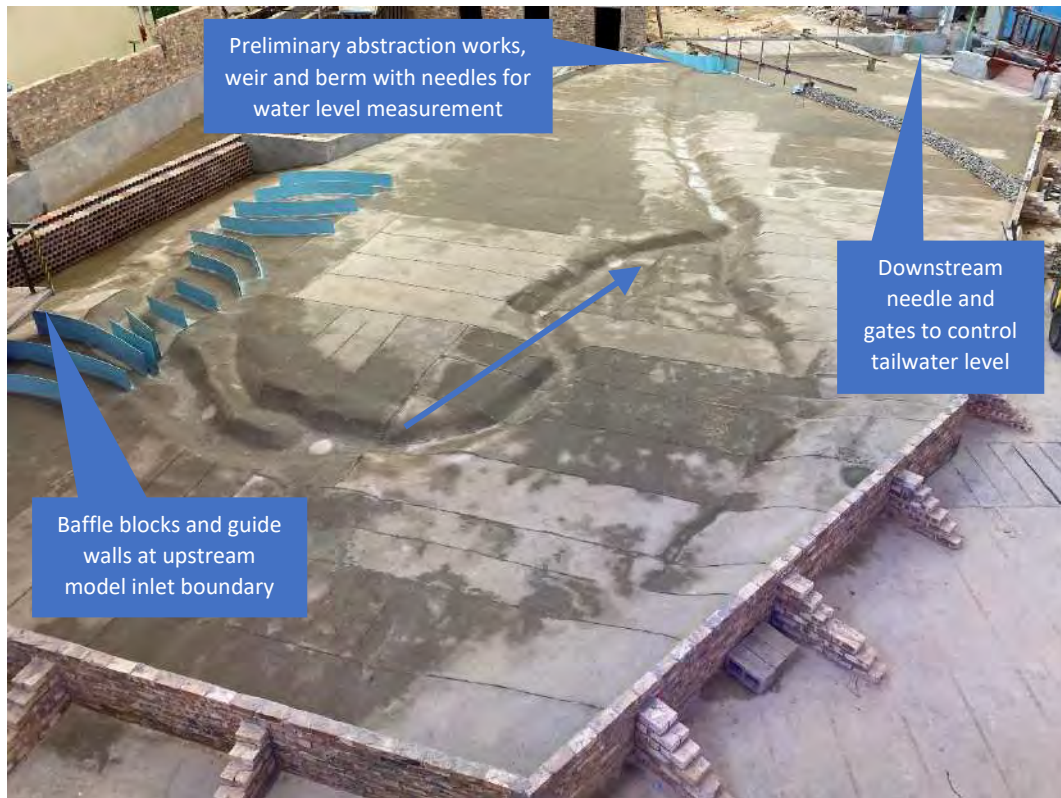 Preliminary abstraction works,
weir and berm with needles for
water level measurement
Downstream
needle and
gates to control
tailwater level
Baffle blocks and guide
walls at upstream
model inlet boundary